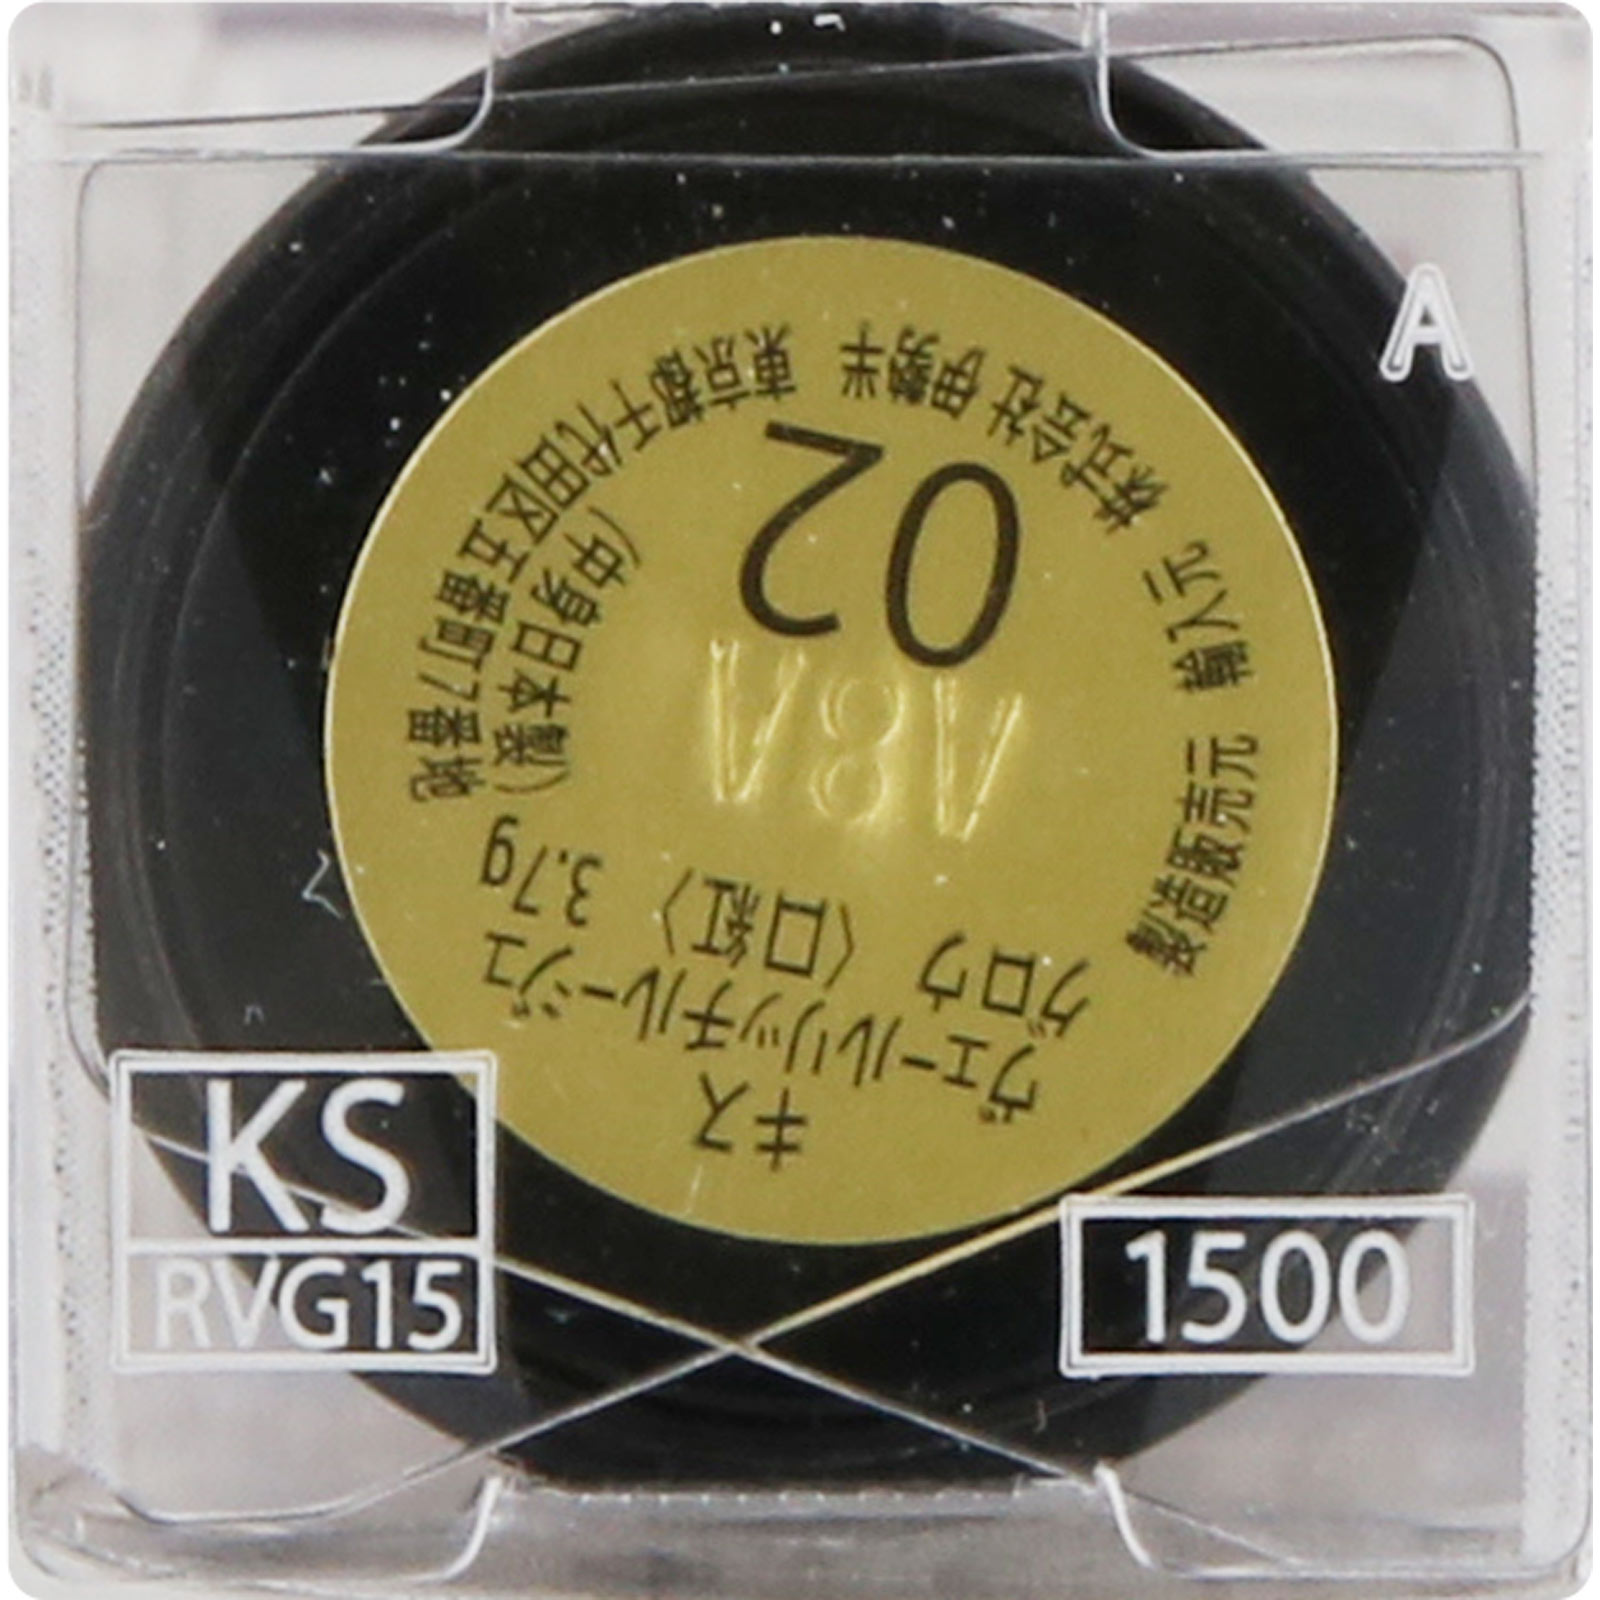 キス
ヴェールリッチルージュ
グロウ 〈口紅〉 3.7g
(中身日本製)
02
製造販売元 輸入元 株式会社 伊勢半 東京都千代田区五番町7番地
A
KS
RVG15
1500